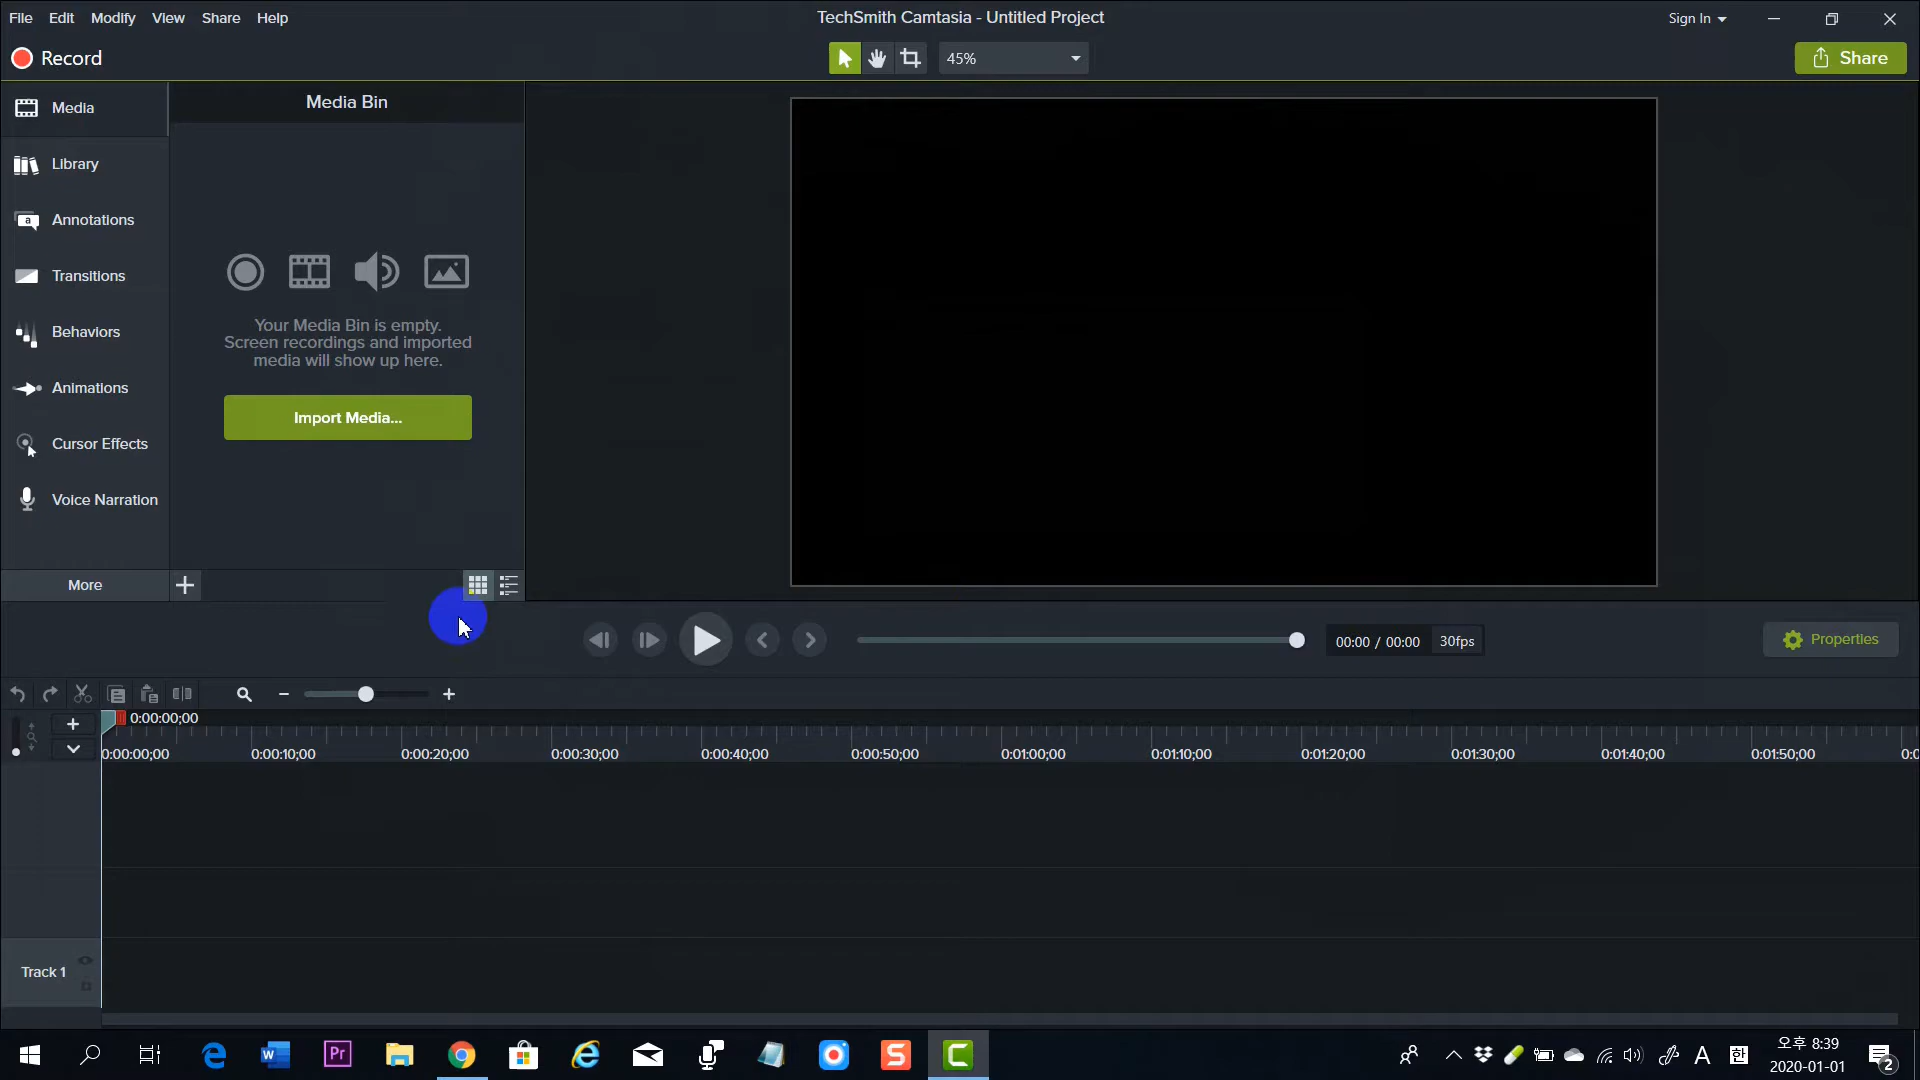 File Edit Modify View Share Help
TechSmith Camtasia - Untitled Project
Sign In
Record
45%
Share
Media
Library
Annotations
Transitions
Behaviors
Animations
Cursor Effects
Voice Narration
More
Media Bin
Your Media Bin is empty.
Screen recordings and imported
media will show up here.
Import Media...
00:00 / 00:00 30fps
Properties
0:00:00;00
0:00:00;00 0:00:10;00 0:00:20;00 0:00:30;00 0:00:40;00 0:00:50;00 0:01:00;00 0:01:10;00 0:01:20;00 0:01:30;00 0:01:40;00 0:01:50;00
Track 1
W
Pr
S
C
A 한
오후 8:39
2020-01-01
2